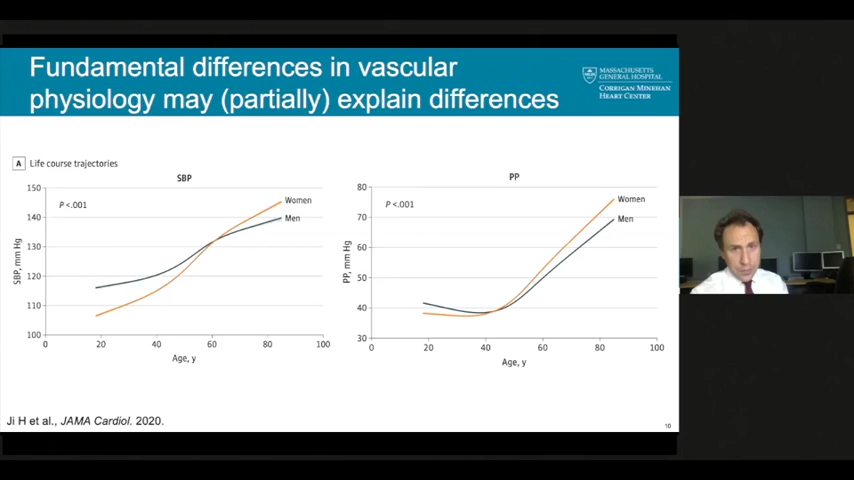 Fundamental differences in vascular
physiology may (partially) explain differences
MASSACHUSETTS
GENERAL HOSPITAL
CORRIGAN MINEHAN
HEART CENTER
A Life course trajectories
SBP
P <.001
Women
Men
150
140
130
120
110
100
SBP, mm Hg
0 20 40 60 80 100
Age, y
PP
P <.001
Women
Men
80
70
60
50
40
30
PP, mm Hg
0 20 40 60 80 100
Age, y
Ji H et al., JAMA Cardiol. 2020.
10